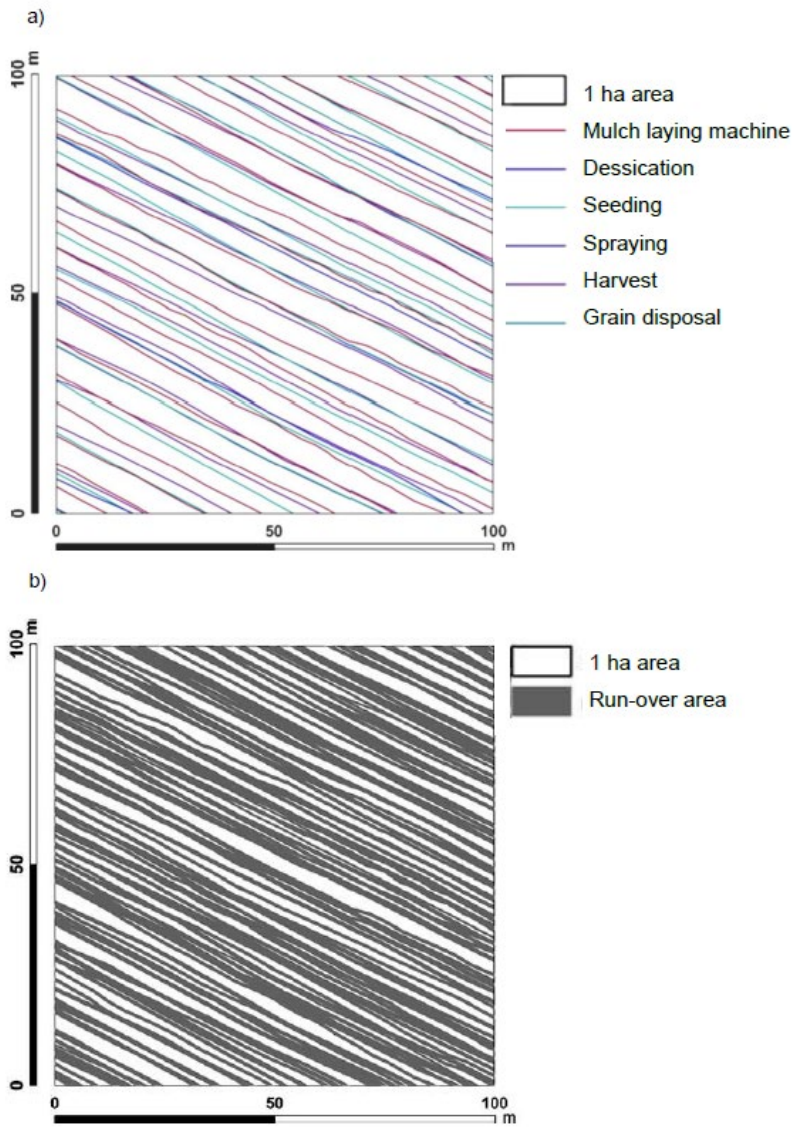 a)
100 m
50
0
0 50 100 m
1 ha area
Mulch laying machine
Dessication
Seeding
Spraying
Harvest
Grain disposal
b)
100 m
50
0
0 50 100 m
1 ha area
Run-over area